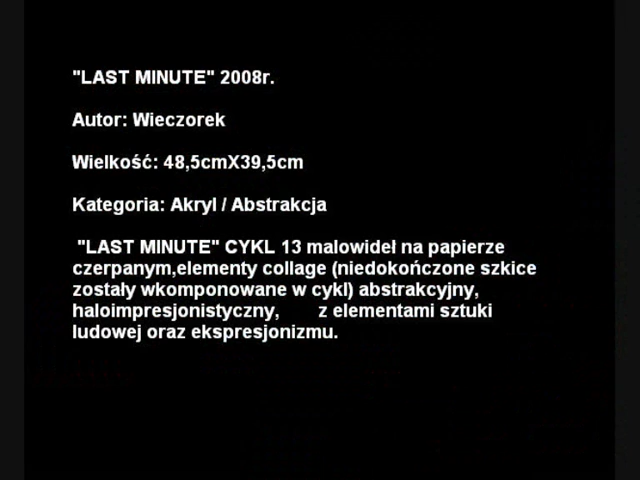 "LAST MINUTE" 2008r.
Autor: Wieczorek
Wielkość: 48,5cmX39,5cm
Kategoria: Akryl / Abstrakcja
"LAST MINUTE" CYKL 13 malowideł na papierze
czerpanym,elementy collage (niedokończone szkice
zostały wkomponowane w cykl) abstrakcyjny,
haloimpresjonistyczny, z elementami sztuki
ludowej oraz ekspresjonizmu.